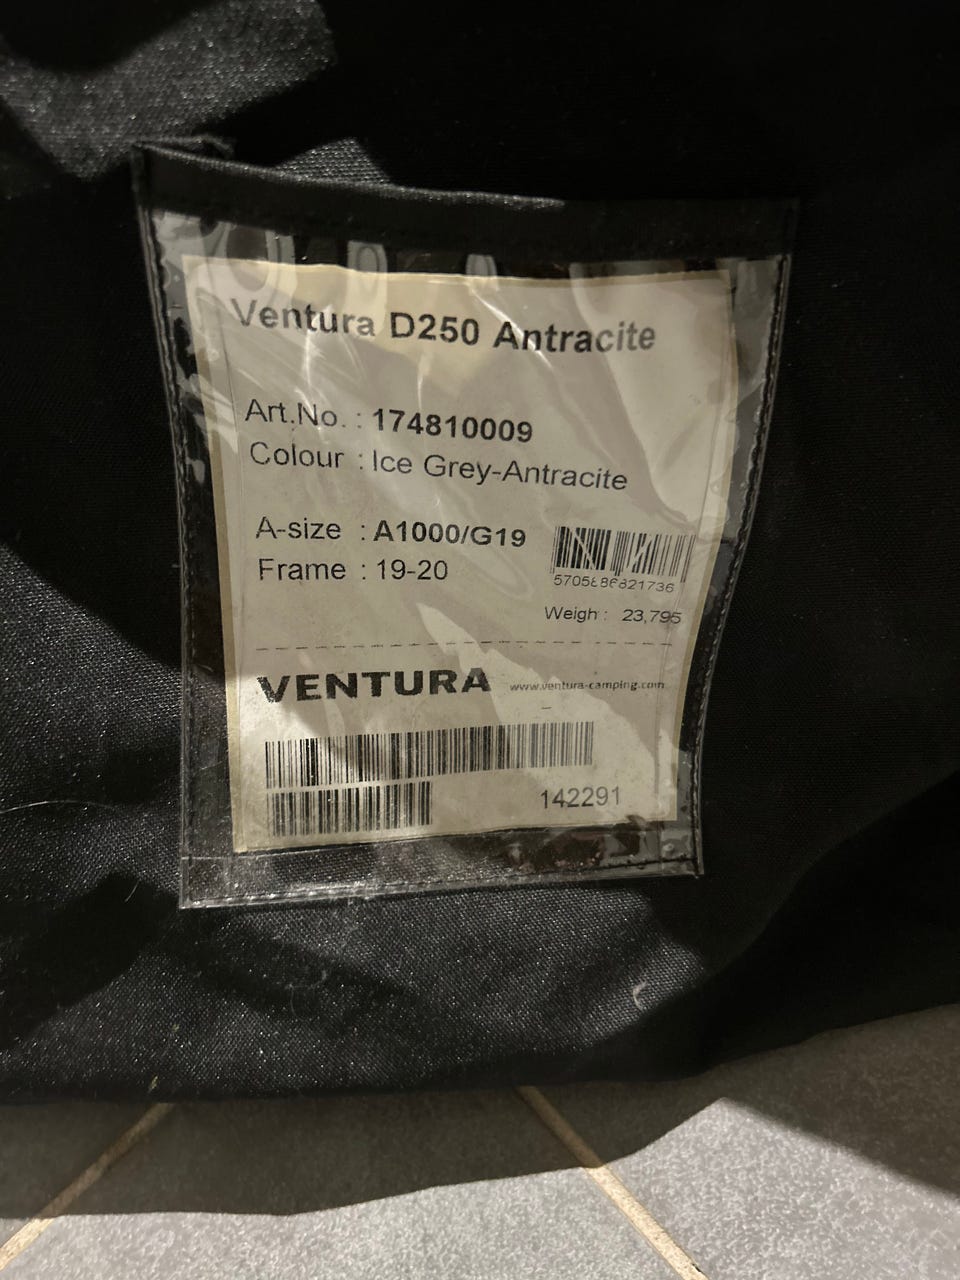 Ventura D250 Antracite
Art.No. : 174810009
Colour : Ice Grey-Antracite
A-size : A1000/G19
Frame : 19-20
5705886821736
Weigh : 23,795
VENTURA www.ventura-camping.com
142291